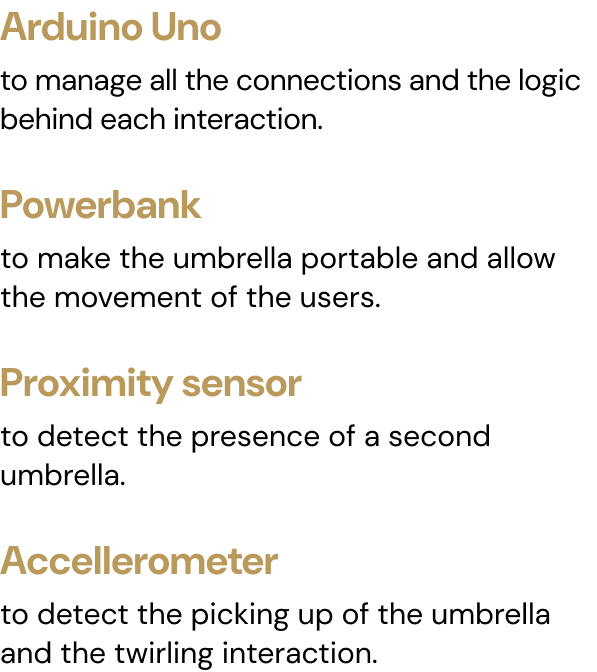 Arduino Uno
to manage all the connections and the logic
behind each interaction.
Powerbank
to make the umbrella portable and allow
the movement of the users.
Proximity sensor
to detect the presence of a second
umbrella.
Accellerometer
to detect the picking up of the umbrella
and the twirling interaction.